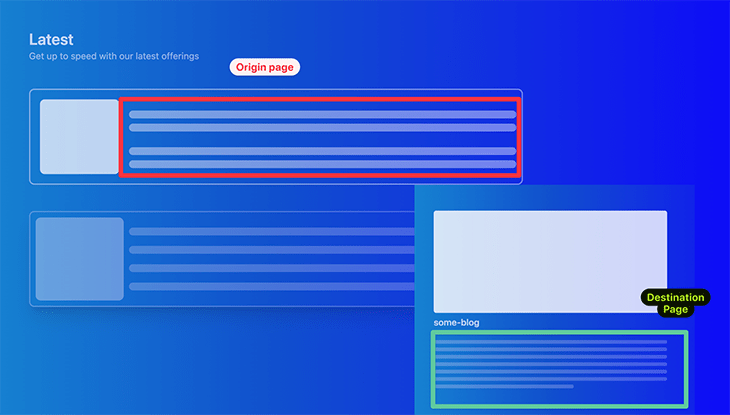 Latest
Get up to speed with our latest offerings
Origin page
Destination
Page
some-blog